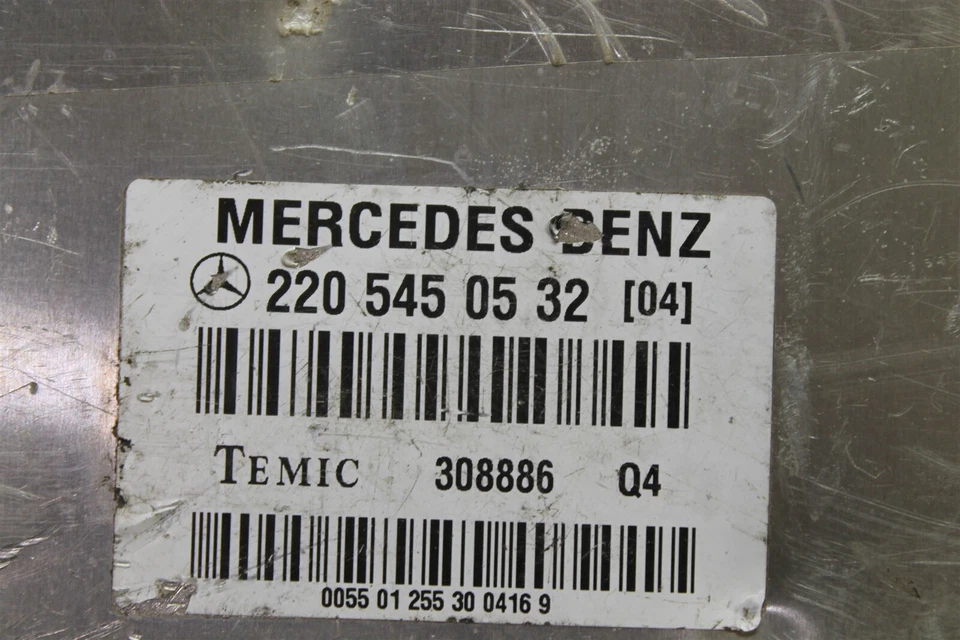 MERCEDES BENZ
220 545 05 32 [04]
TEMIC 308886 Q4
0055 01 255 30 0416 9